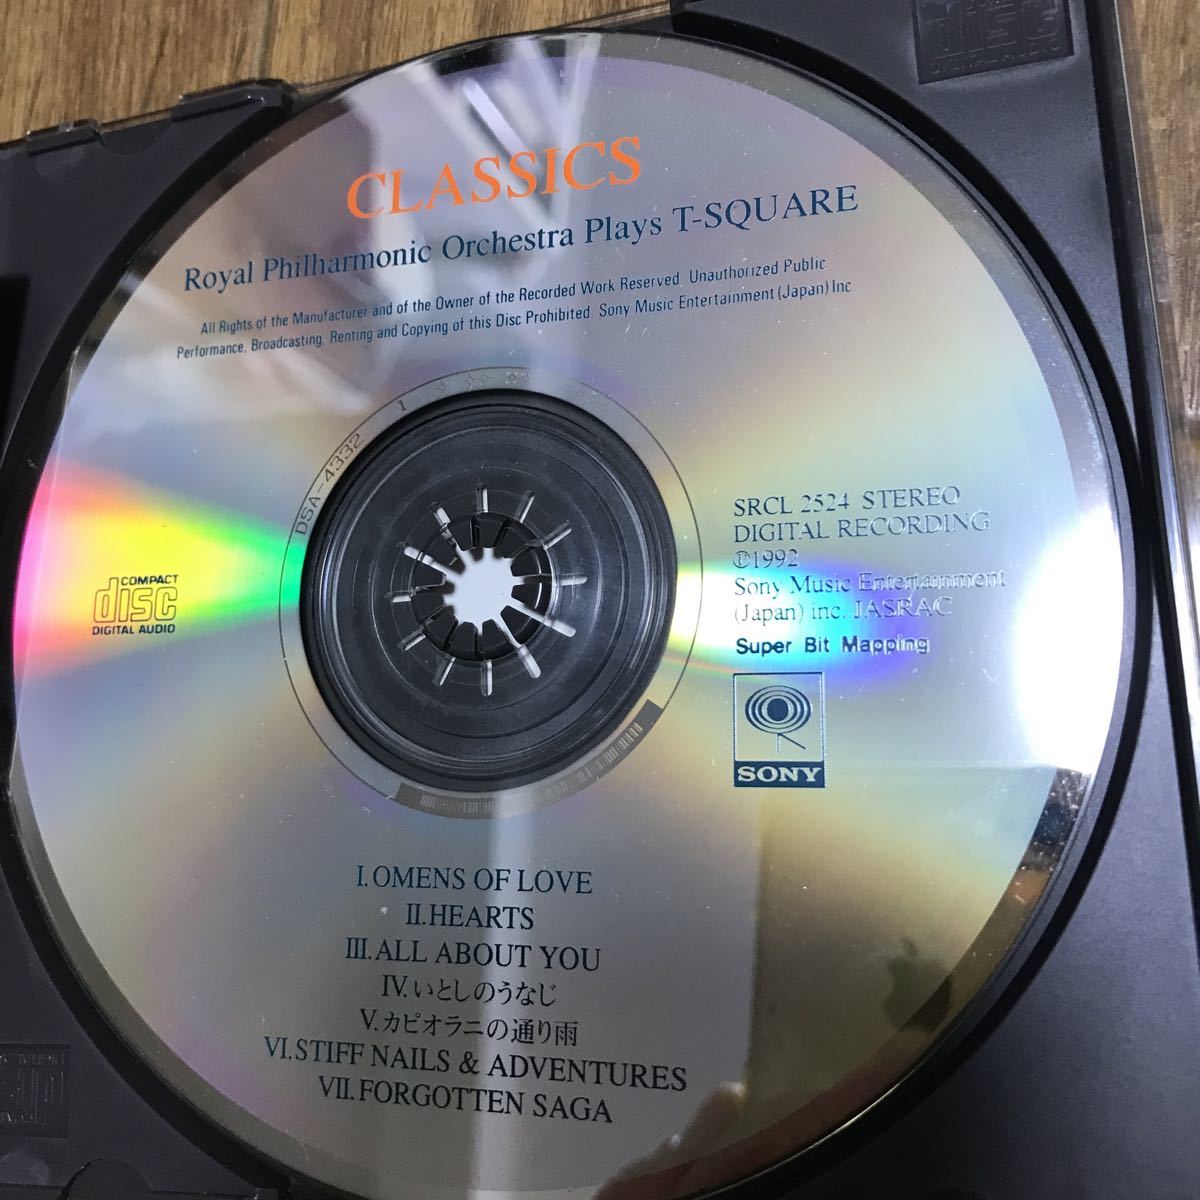 CLASSICS
Royal Philharmonic Orchestra Plays T-SQUARE
All Rights of the Manufacturer and of the Owner of the Recorded Work Reserved. Unauthorized Public
Performance, Broadcasting, Renting and Copying of this Disc Prohibited. Sony Music Entertainment (Japan) Inc.
DSA-4332 1
SRCL 2524 STEREO
DIGITAL RECORDING
Ⓟ1992
Sony Music Entertainment
(Japan) inc. JASRAC
Super Bit Mapping
SONY
COMPACT
disc
DIGITAL AUDIO
I.OMENS OF LOVE
II.HEARTS
III.ALL ABOUT YOU
IV.いとしのうなじ
V.カピオラニの通り雨
VI.STIFF NAILS & ADVENTURES
VII.FORGOTTEN SAGA
disc